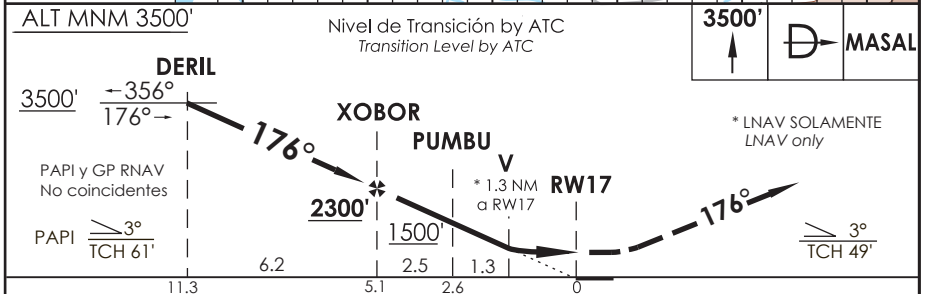 ALT MNM 3500'
Nivel de Transición by ATC
Transition Level by ATC
3500'
D
MASAL
DERIL
3500'
←356°
176°→
XOBOR
PUMBU
V
* 1.3 NM
a RW17
RW17
* LNAV SOLAMENTE
LNAV only
176°
176°
PAPI y GP RNAV
No coincidentes
2300'
1500'
PAPI
3°
TCH 61'
3°
TCH 49'
6.2
2.5
1.3
11.3
5.1
2.6
0